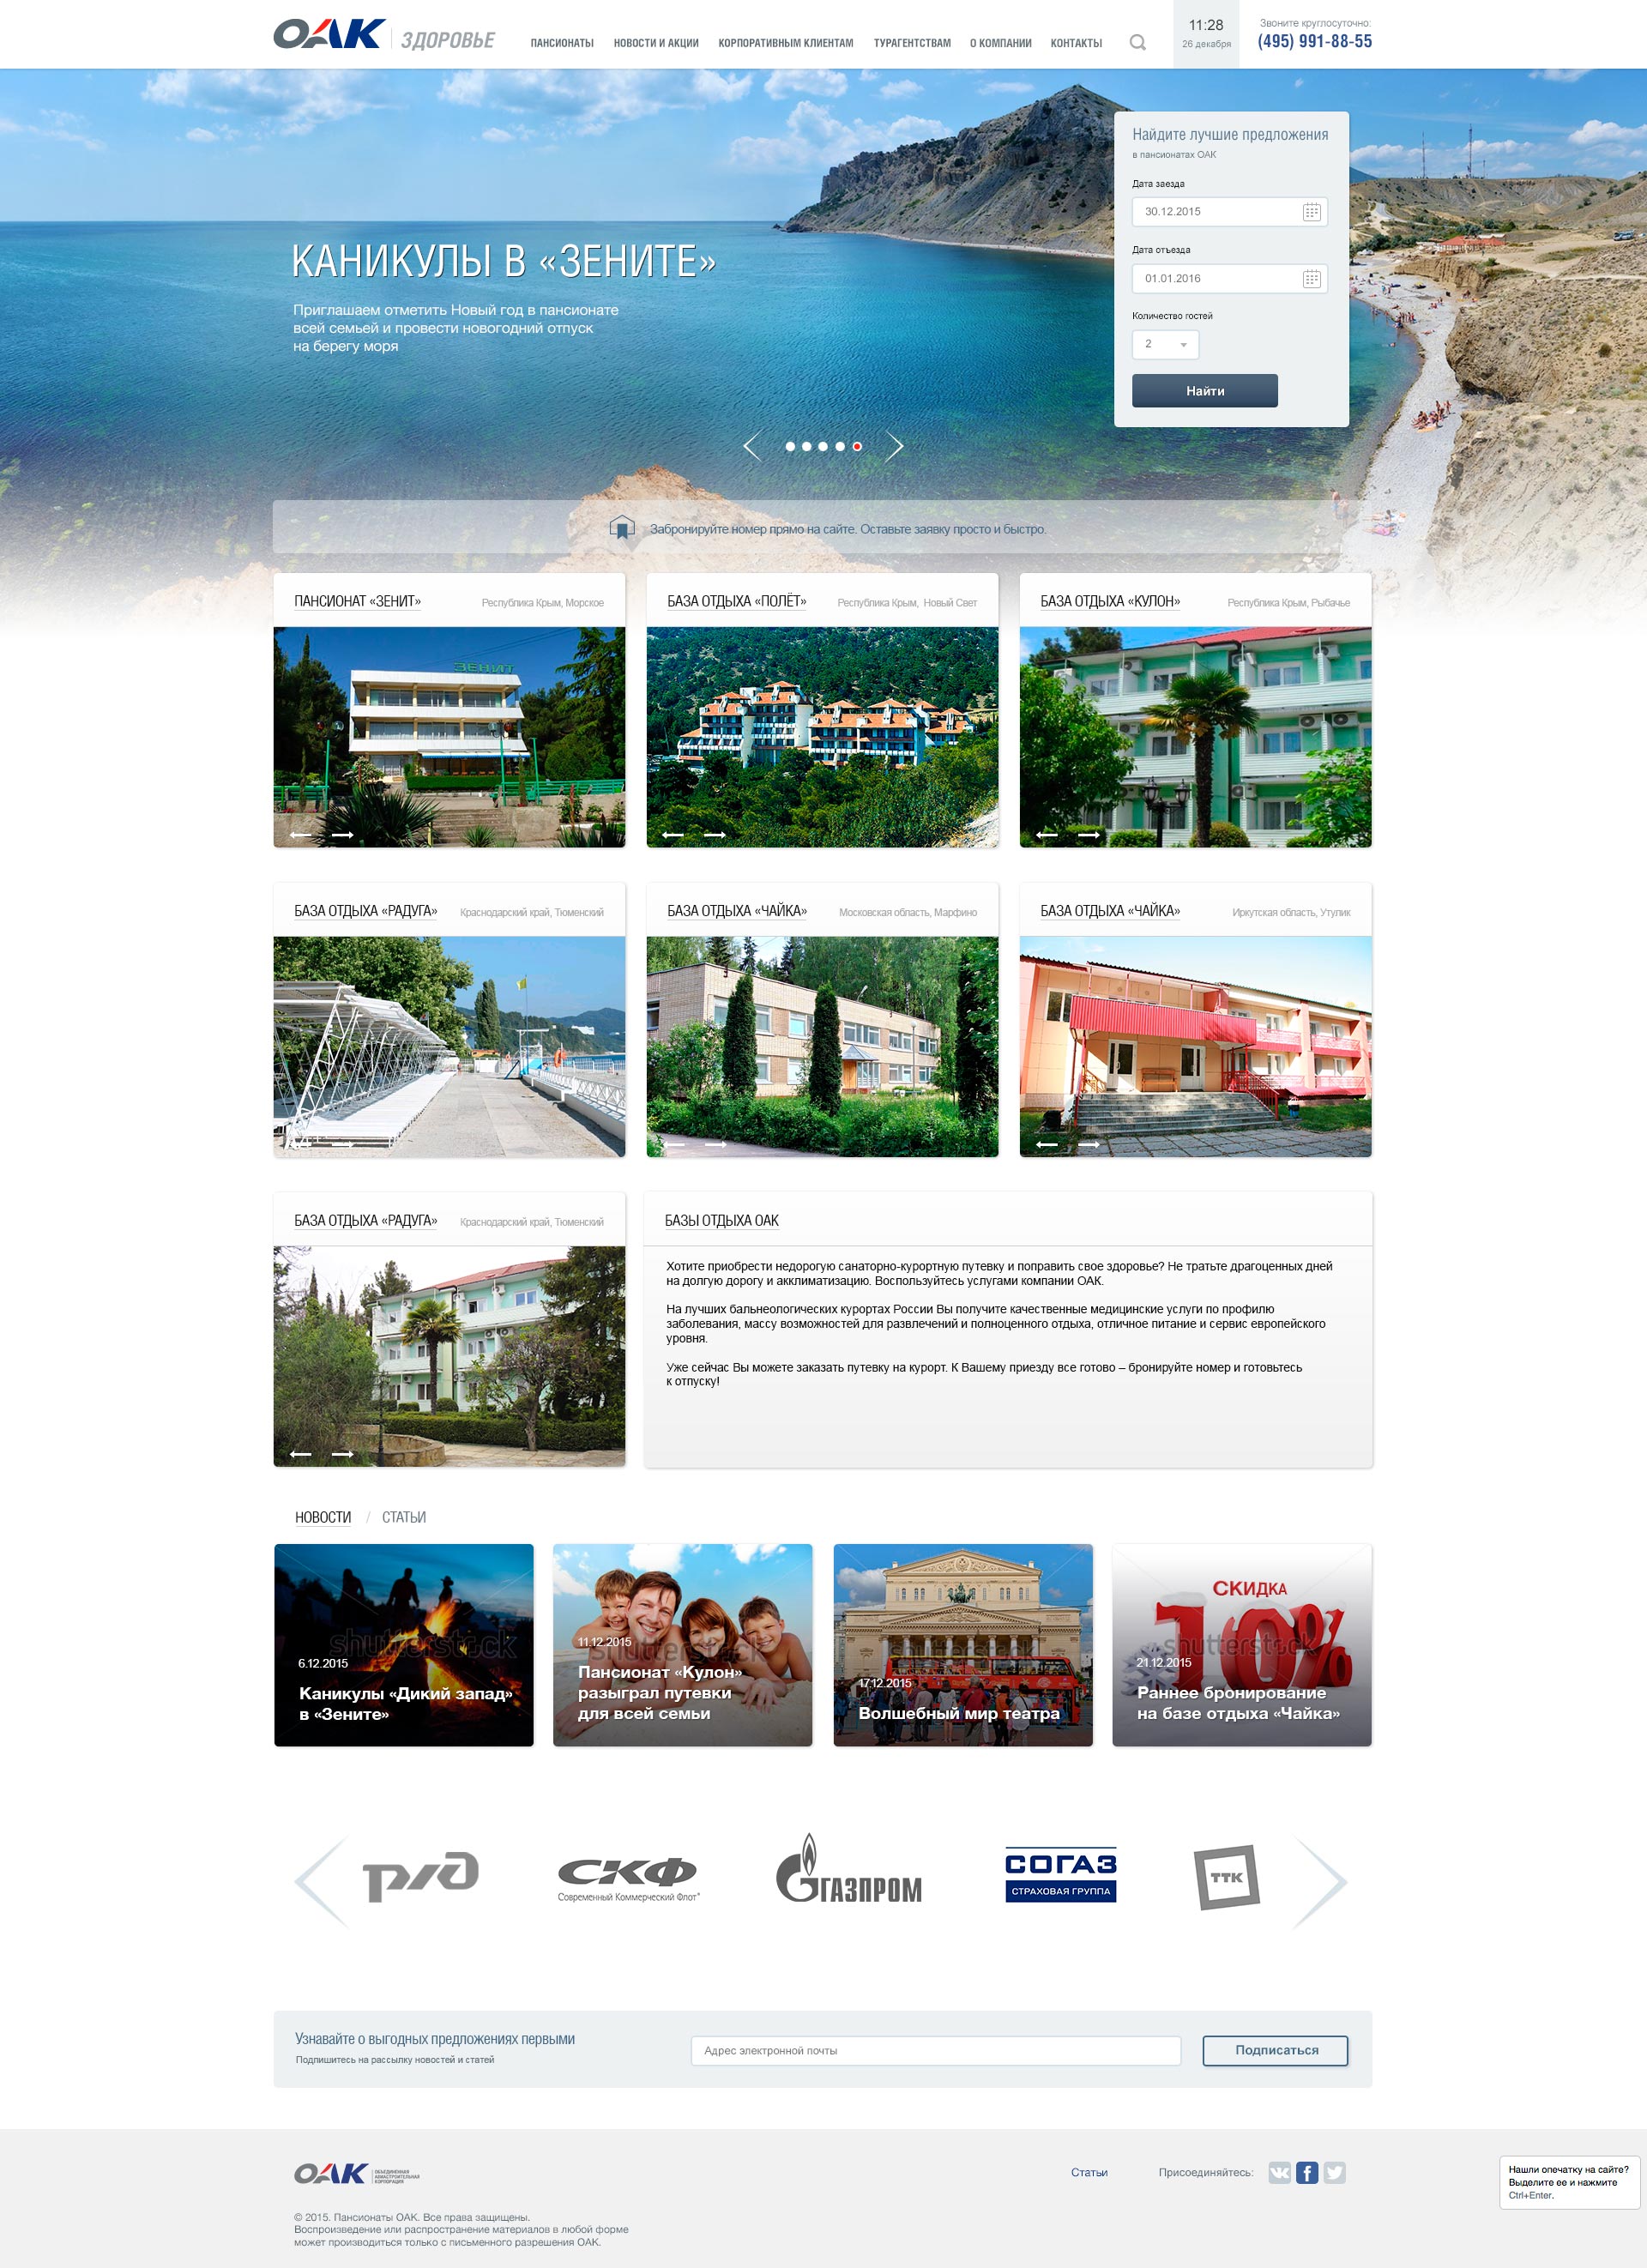 ОАК
ЗДОРОВЬЕ
ПАНСИОНАТЫ
НОВОСТИ И АКЦИИ
КОРПОРАТИВНЫМ КЛИЕНТАМ
ТУРАГЕНТСТВАМ
О КОМПАНИИ
КОНТАКТЫ
11:28
26 декабря
Звоните круглосуточно:
(495) 991-88-55
Найдите лучшие предложения
в пансионатах ОАК
Дата заезда
30.12.2015
Дата отъезда
01.01.2016
Количество гостей
2
Найти
КАНИКУЛЫ В «ЗЕНИТЕ»
Приглашаем отметить Новый год в пансионате
всей семьей и провести новогодний отпуск
на берегу моря
Забронируйте номер прямо на сайте. Оставьте заявку просто и быстро.
ПАНСИОНАТ «ЗЕНИТ»
Республика Крым, Морское
ЗЕНИТ
БАЗА ОТДЫХА «ПОЛЁТ»
Республика Крым, Новый Свет
БАЗА ОТДЫХА «КУЛОН»
Республика Крым, Рыбачье
БАЗА ОТДЫХА «РАДУГА»
Краснодарский край, Тюменский
БАЗА ОТДЫХА «ЧАЙКА»
Московская область, Марфино
БАЗА ОТДЫХА «ЧАЙКА»
Иркутская область, Утулик
БАЗА ОТДЫХА «РАДУГА»
Краснодарский край, Тюменский
БАЗЫ ОТДЫХА ОАК
Хотите приобрести недорогую санаторно-курортную путевку и поправить свое здоровье? Не тратьте драгоценных дней
на долгую дорогу и акклиматизацию. Воспользуйтесь услугами компании ОАК.
На лучших бальнеологических курортах России Вы получите качественные медицинские услуги по профилю
заболевания, массу возможностей для развлечений и полноценного отдыха, отличное питание и сервис европейского
уровня.
Уже сейчас Вы можете заказать путевку на курорт. К Вашему приезду все готово – бронируйте номер и готовьтесь
к отпуску!
НОВОСТИ / СТАТЬИ
shutterstock
6.12.2015
Каникулы «Дикий запад»
в «Зените»
shutterstock
11.12.2015
Пансионат «Кулон»
разыграл путевки
для всей семьи
shutterstock
17.12.2015
Волшебный мир театра
СКИДКА
10%
shutterstock
21.12.2015
Раннее бронирование
на базе отдыха «Чайка»
РЖД
СКФ
Современный Коммерческий Флот
ГАЗПРОМ
СОГАЗ
СТРАХОВАЯ ГРУППА
ТТК
Узнавайте о выгодных предложениях первыми
Подпишитесь на рассылку новостей и статей
Адрес электронной почты
Подписаться
ОАК
ОБЪЕДИНЕННАЯ
АВИАСТРОИТЕЛЬНАЯ
КОРПОРАЦИЯ
Статьи
Присоединяйтесь:
Нашли опечатку на сайте?
Выделите ее и нажмите
Ctrl+Enter.
© 2015. Пансионаты ОАК. Все права защищены.
Воспроизведение или распространение материалов в любой форме
может производиться только с письменного разрешения ОАК.